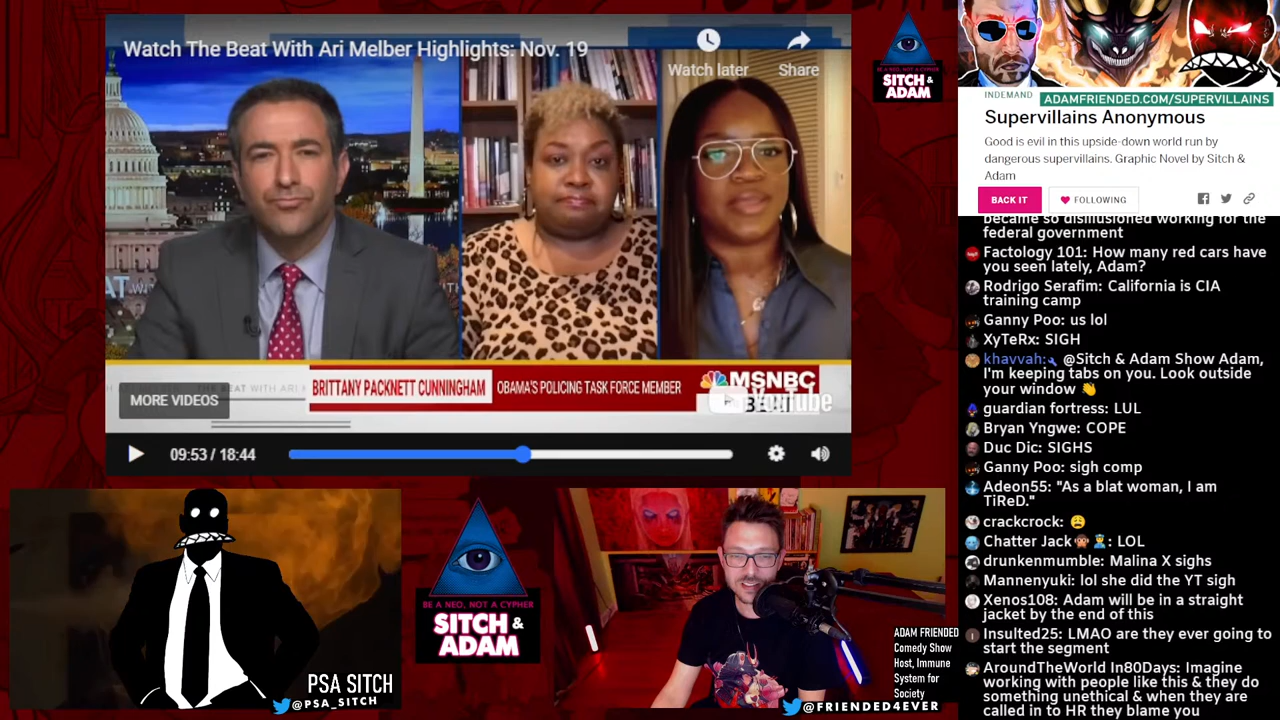 Watch The Beat With Ari Melber Highlights: Nov. 19
Watch later
Share
BRITTANY PACKNETT CUNNINGHAM
OBAMA'S POLICING TASK FORCE MEMBER
MSNBC
YouTube
MORE VIDEOS
09:53 / 18:44
BE A NEO, NOT A CYPHER
SITCH &
ADAM
INDEMAND
ADAMFRIENDED.COM/SUPERVILLAINS
Supervillains Anonymous
Good is evil in this upside-down world run by
dangerous supervillains. Graphic Novel by Sitch &
Adam
BACK IT
FOLLOWING
became so disillusioned working for the
federal government
Factology 101: How many red cars have
you seen lately, Adam?
Rodrigo Serafim: California is CIA
training camp
Ganny Poo: us lol
XyTeRx: SIGH
khavvah: @Sitch & Adam Show Adam,
I'm keeping tabs on you. Look outside
your window 👋
guardian fortress: LUL
Bryan Yngwe: COPE
Duc Dic: SIGHS
Ganny Poo: sigh comp
Adeon55: "As a blat woman, I am
TiReD."
crackcrock: 😩
Chatter Jack: LOL
drunkenmumble: Malina X sighs
Mannenyuki: lol she did the YT sigh
Xenos108: Adam will be in a straight
jacket by the end of this
Insulted25: LMAO are they ever going to
start the segment
AroundTheWorld In80Days: Imagine
working with people like this & they do
something unethical & when they are
called in to HR they blame you
PSA SITCH
@PSA_SITCH
BE A NEO, NOT A CYPHER
SITCH &
ADAM
ADAM FRIENDED
Comedy Show
Host, Immune
System for
Society
@FRIENDED4EVER